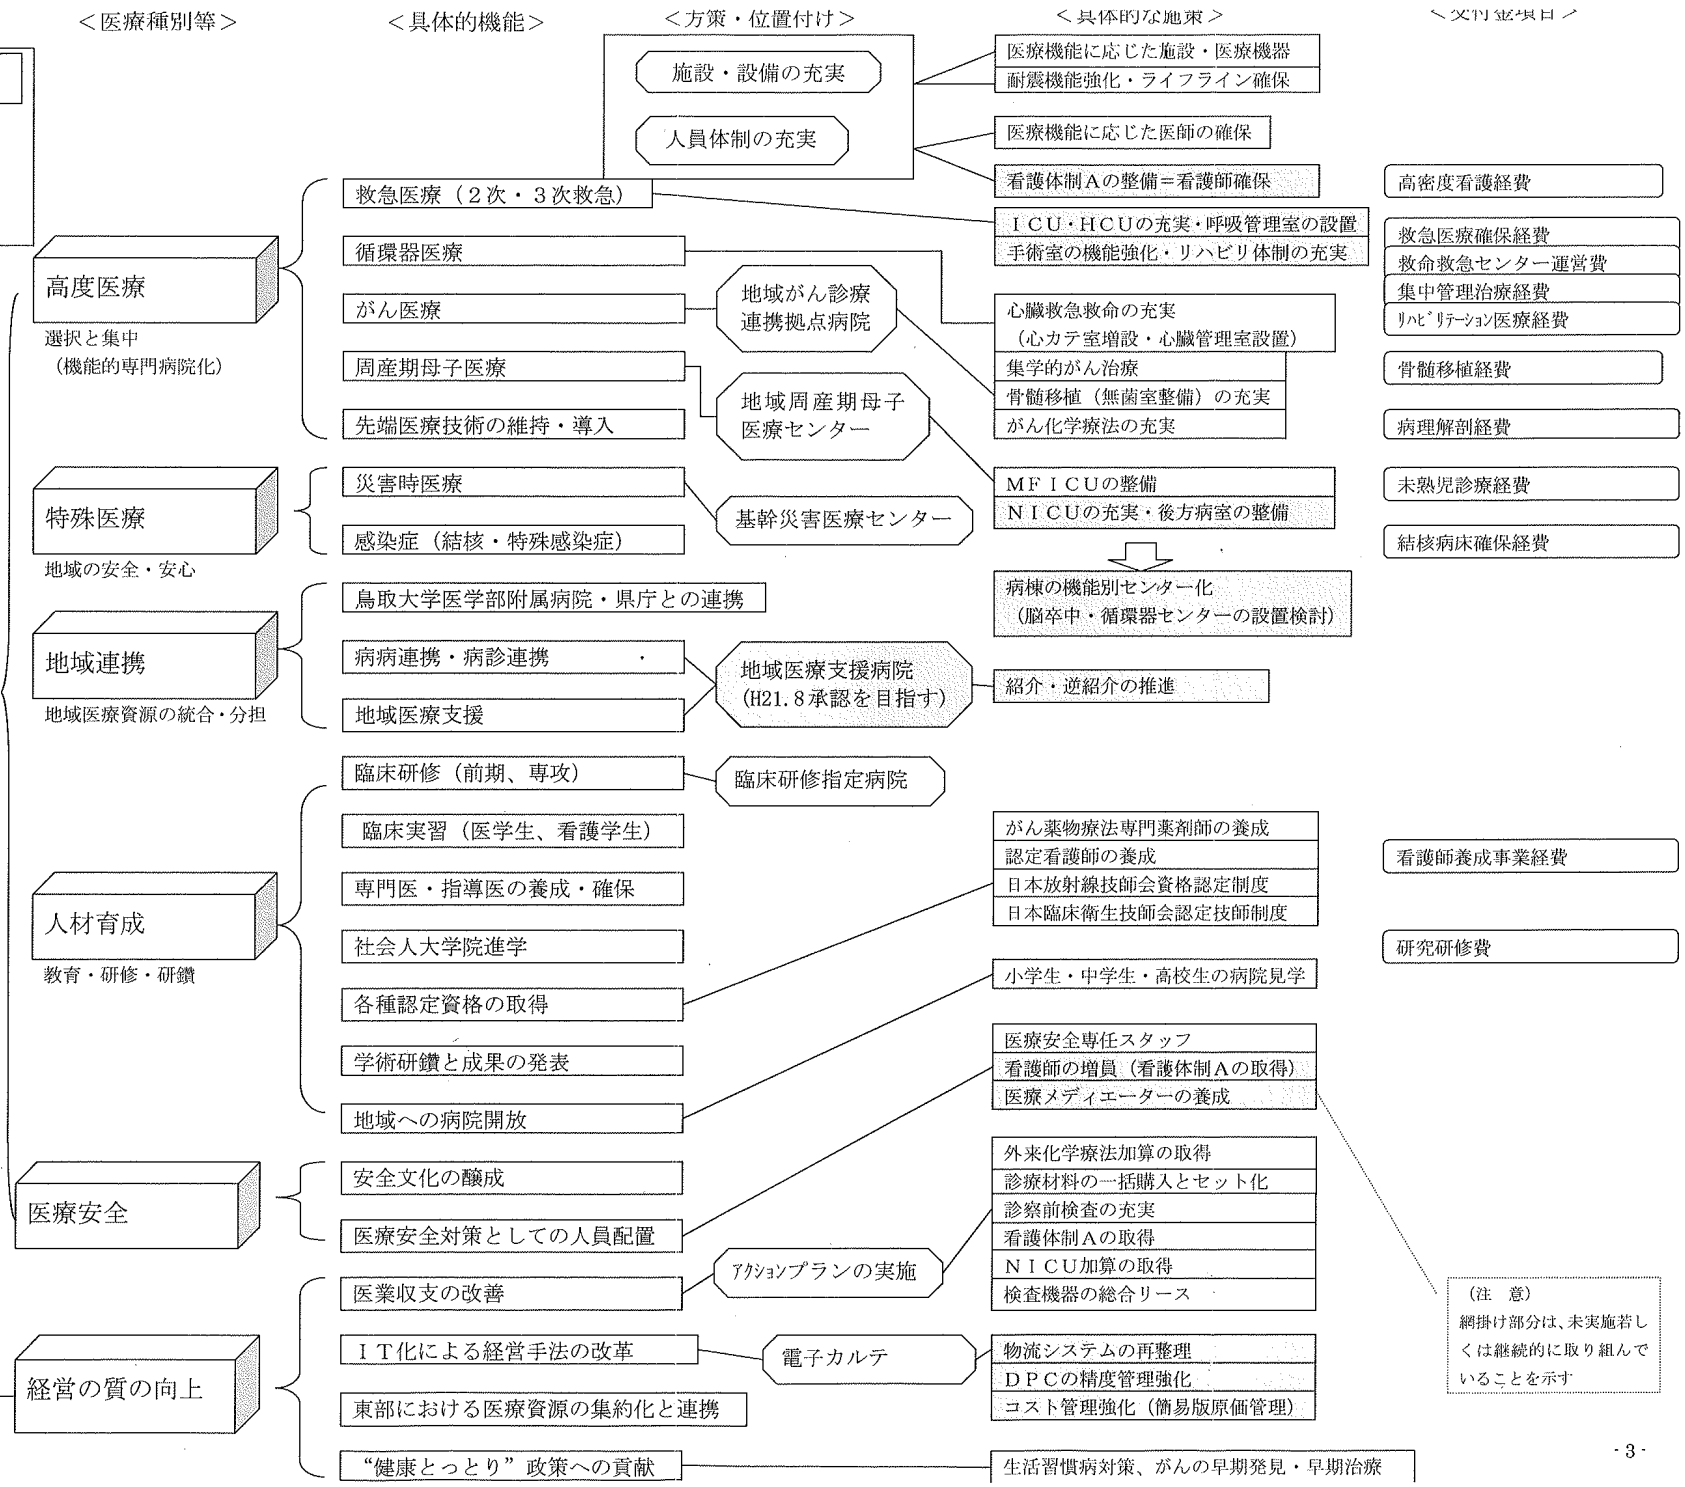 ＜医療種別等＞
＜具体的機能＞
＜方策・位置付け＞
＜具体的な施策＞
＜交付金項目＞
施設・設備の充実
人員体制の充実
医療機能に応じた施設・医療機器
耐震機能強化・ライフライン確保
医療機能に応じた医師の確保
看護体制Aの整備＝看護師確保
高密度看護経費
高度医療
選択と集中
（機能的専門病院化）
救急医療（２次・３次救急）
循環器医療
がん医療
周産期母子医療
先端医療技術の維持・導入
地域がん診療
連携拠点病院
地域周産期母子
医療センター
ＩＣＵ・ＨＣＵの充実・呼吸管理室の設置
手術室の機能強化・リハビリ体制の充実
心臓救急救命の充実
（心カテ室増設・心臓管理室設置）
集学的がん治療
骨髄移植（無菌室整備）の充実
がん化学療法の充実
ＭＦＩＣＵの整備
ＮＩＣＵの充実・後方病室の整備
救急医療確保経費
救命救急センター運営費
集中管理治療経費
ﾘﾊﾋﾞﾘﾃｰｼｮﾝ医療経費
骨髄移植経費
病理解剖経費
未熟児診療経費
結核病床確保経費
特殊医療
地域の安全・安心
災害時医療
感染症（結核・特殊感染症）
基幹災害医療センター
病棟の機能別センター化
（脳卒中・循環器センターの設置検討）
地域連携
地域医療資源の統合・分担
鳥取大学医学部附属病院・県庁との連携
病病連携・病診連携
地域医療支援
地域医療支援病院
（H21.8承認を目指す）
紹介・逆紹介の推進
人材育成
教育・研修・研鑽
臨床研修（前期、専攻）
臨床実習（医学生、看護学生）
専門医・指導医の養成・確保
社会人大学院進学
各種認定資格の取得
学術研鑽と成果の発表
地域への病院開放
臨床研修指定病院
がん薬物療法専門薬剤師の養成
認定看護師の養成
日本放射線技師会資格認定制度
日本臨床衛生技師会認定技師制度
小学生・中学生・高校生の病院見学
看護師養成事業経費
研究研修費
医療安全
安全文化の醸成
医療安全対策としての人員配置
医療安全専任スタッフ
看護師の増員（看護体制Aの取得）
医療メディエーターの養成
経営の質の向上
医業収支の改善
ＩＴ化による経営手法の改革
東部における医療資源の集約化と連携
“健康とっとり”政策への貢献
ｱｸｼｮﾝプランの実施
電子カルテ
外来化学療法加算の取得
診療材料の一括購入とセット化
診察前検査の充実
看護体制Aの取得
ＮＩＣＵ加算の取得
検査機器の総合リース
物流システムの再整理
ＤＰＣの精度管理強化
コスト管理強化（簡易版原価管理）
生活習慣病対策、がんの早期発見・早期治療
（注　意）
網掛け部分は、未実施若し
くは継続的に取り組んで
いることを示す
- 3 -